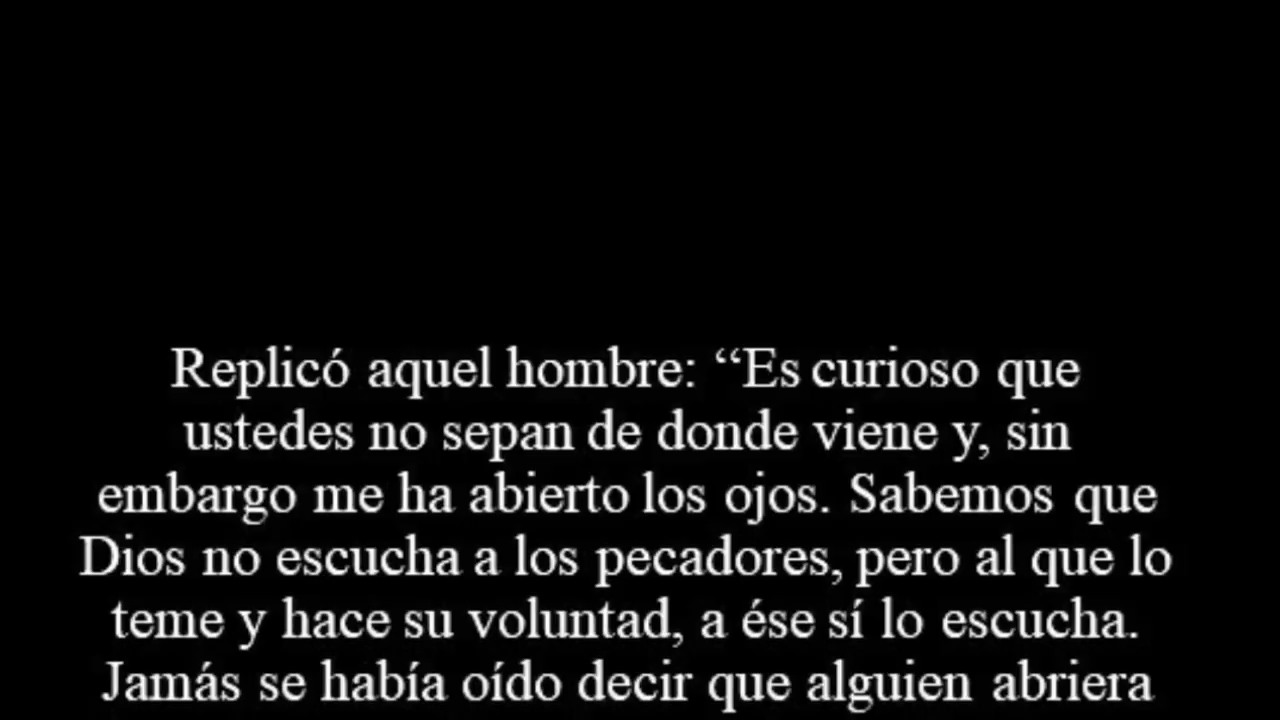 Replicó aquel hombre: “Es curioso que
ustedes no sepan de donde viene y, sin
embargo me ha abierto los ojos. Sabemos que
Dios no escucha a los pecadores, pero al que lo
teme y hace su voluntad, a ése sí lo escucha.
Jamás se había oído decir que alguien abriera